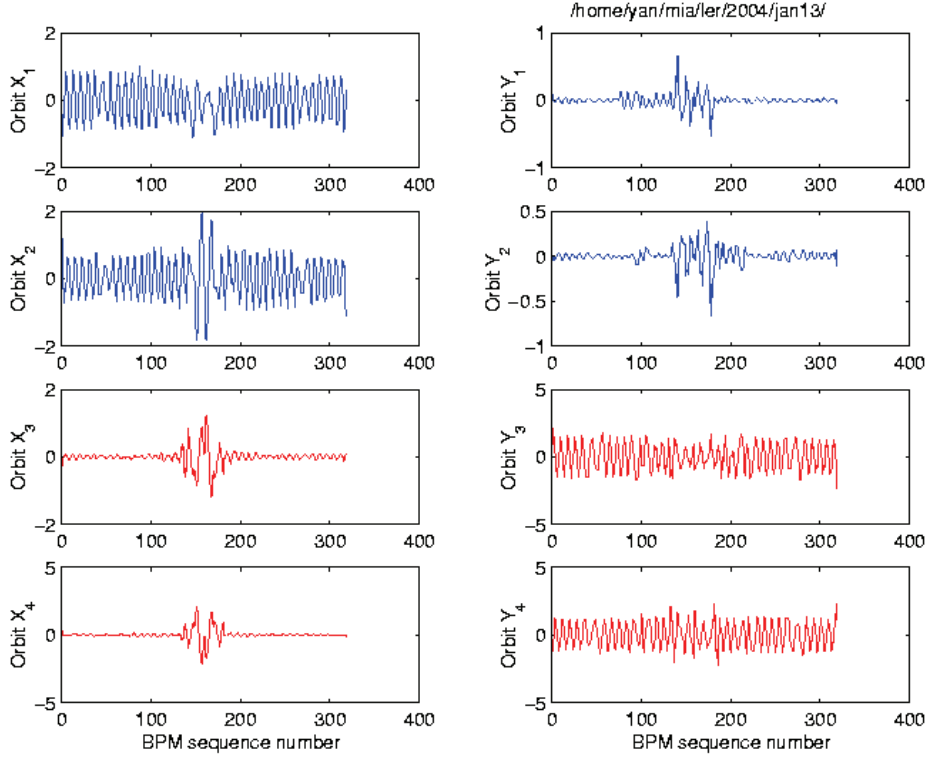 /home/yan/mia/ler/2004/jan13/
Orbit X1
2
0
-2
0 100 200 300 400
Orbit Y1
1
0
-1
0 100 200 300 400
Orbit X2
2
0
-2
0 100 200 300 400
Orbit Y2
0.5
0
-0.5
-1
0 100 200 300 400
Orbit X3
2
0
-2
0 100 200 300 400
Orbit Y3
5
0
-5
0 100 200 300 400
Orbit X4
5
0
-5
0 100 200 300 400
BPM sequence number
Orbit Y4
5
0
-5
0 100 200 300 400
BPM sequence number